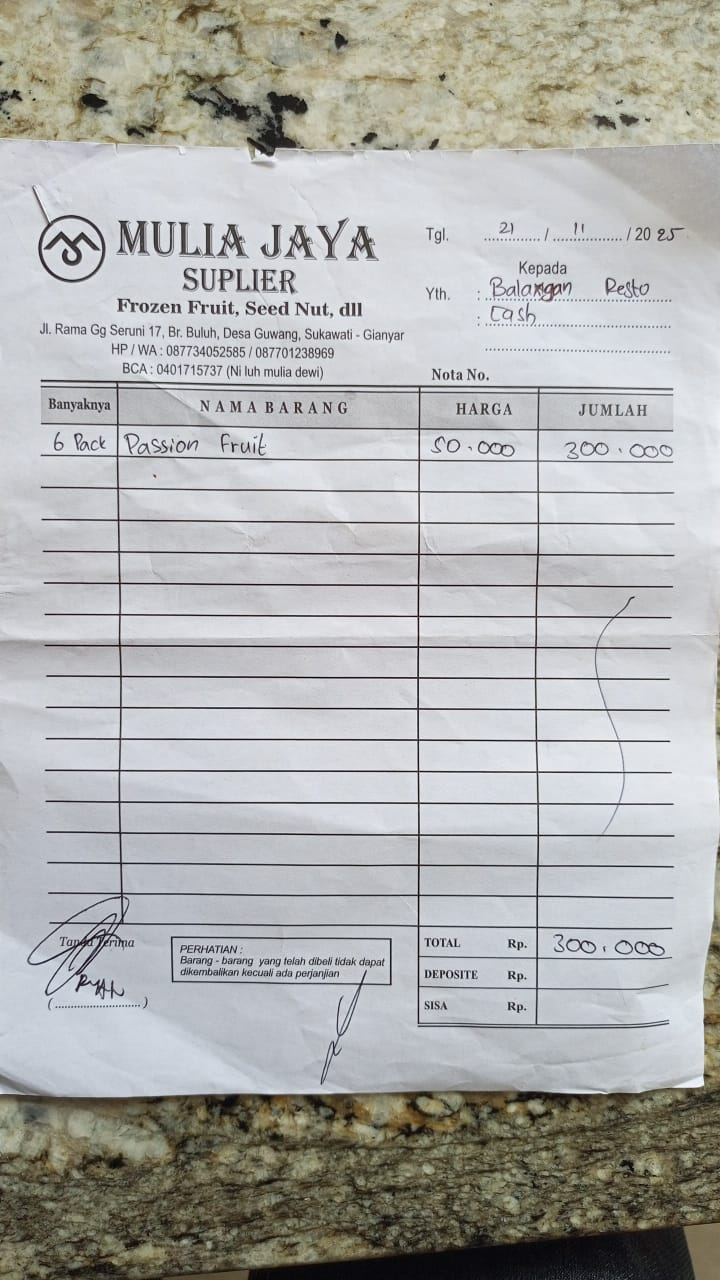 MULIA JAYA
SUPLIER
Frozen Fruit, Seed Nut, dll
Jl. Rama Gg Seruni 17, Br. Buluh, Desa Guwang, Sukawati - Gianyar
HP / WA : 087734052585 / 087701238969
BCA : 0401715737 (Ni luh mulia dewi)
Tgl. 21 / 11 / 2025
Kepada
Yth. : Balangan Resto
: Cash
Nota No.
Banyaknya NAMA BARANG HARGA JUMLAH
6 Pack Passion Fruit 50.000 300.000
Tanda Terima
RYAN
(..........................)
PERHATIAN :
Barang - barang yang telah dibeli tidak dapat
dikembalikan kecuali ada perjanjian
TOTAL Rp. 300.000
DEPOSITE Rp.
SISA Rp.